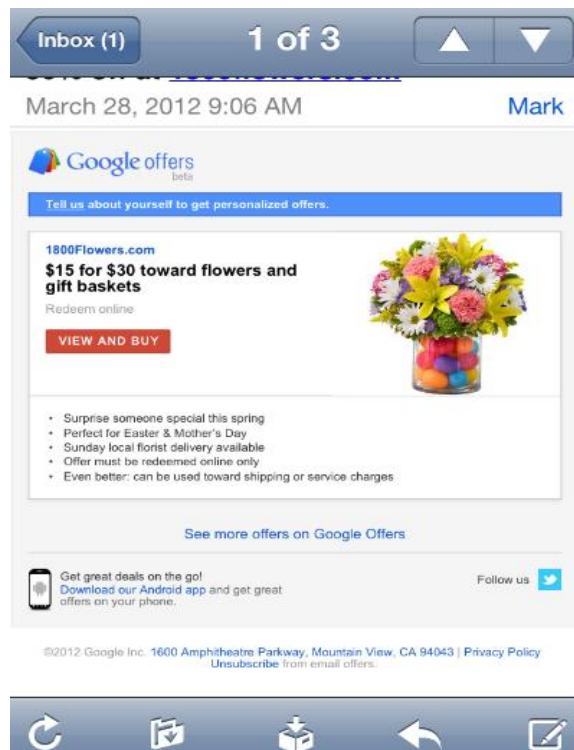 Inbox (1)
1 of 3
1800flowers.com
March 28, 2012 9:06 AM
Mark
Google offers
beta
Tell us about yourself to get personalized offers.
1800Flowers.com
$15 for $30 toward flowers and
gift baskets
Redeem online
VIEW AND BUY
• Surprise someone special this spring
• Perfect for Easter & Mother's Day
• Sunday local florist delivery available
• Offer must be redeemed online only
• Even better: can be used toward shipping or service charges
See more offers on Google Offers
Get great deals on the go!
Download our Android app and get great
offers on your phone.
Follow us
©2012 Google Inc. 1600 Amphitheatre Parkway, Mountain View, CA 94043 | Privacy Policy
Unsubscribe from email offers.